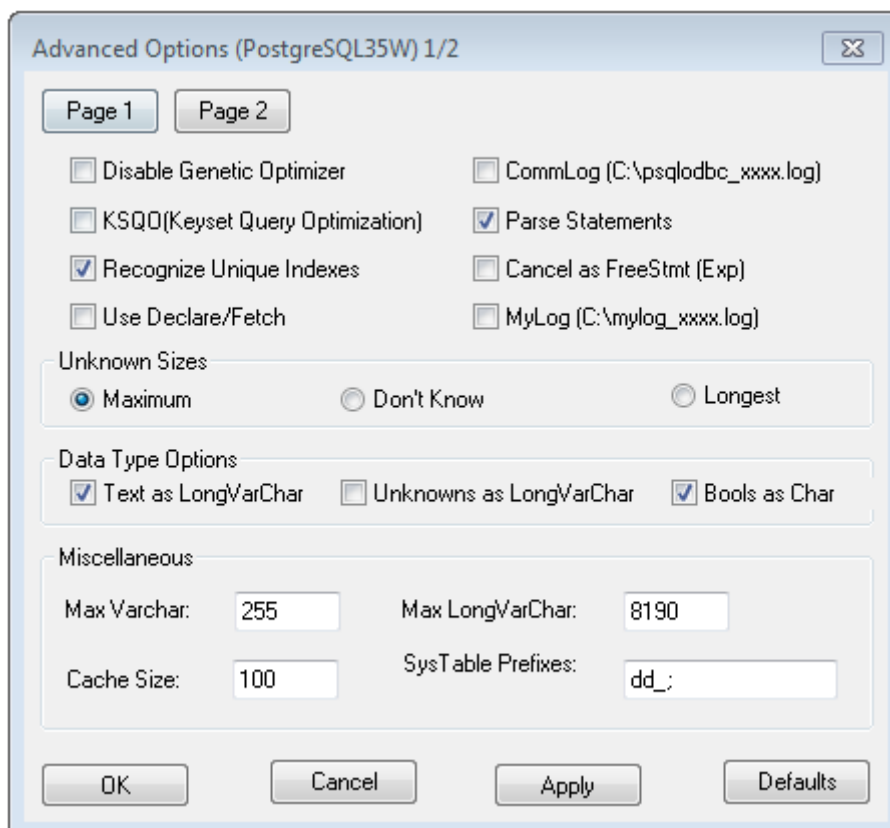 Advanced Options (PostgreSQL35W) 1/2
Page 1 Page 2
Disable Genetic Optimizer CommLog (C:\psqlodbc_xxxx.log)
KSQO(Keyset Query Optimization) Parse Statements
Recognize Unique Indexes Cancel as FreeStmt (Exp)
Use Declare/Fetch MyLog (C:\mylog_xxxx.log)
Unknown Sizes
Maximum Don't Know Longest
Data Type Options
Text as LongVarChar Unknowns as LongVarChar Bools as Char
Miscellaneous
Max Varchar: 255 Max LongVarChar: 8190
Cache Size: 100 SysTable Prefixes: dd_;
OK Cancel Apply Defaults